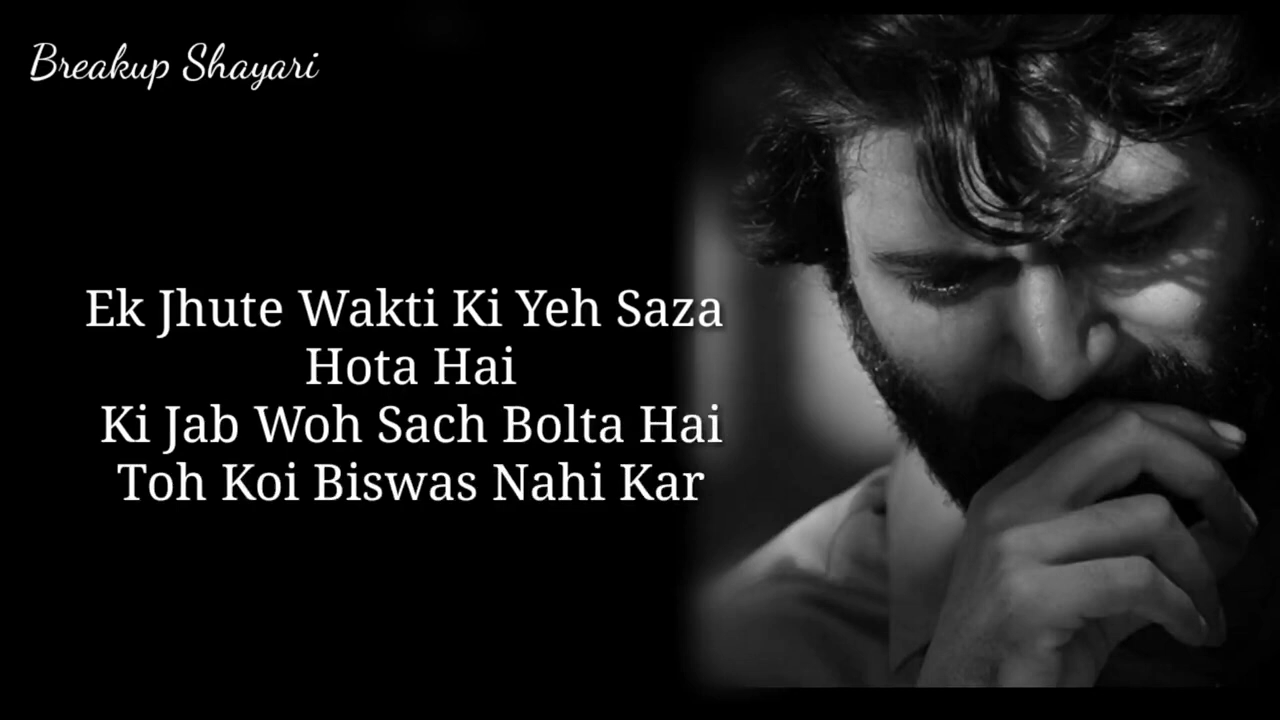 Breakup Shayari
Ek Jhute Wakti Ki Yeh Saza
Hota Hai
Ki Jab Woh Sach Bolta Hai
Toh Koi Biswas Nahi Kar